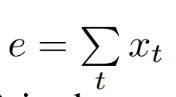 e = ∑ x_t
t